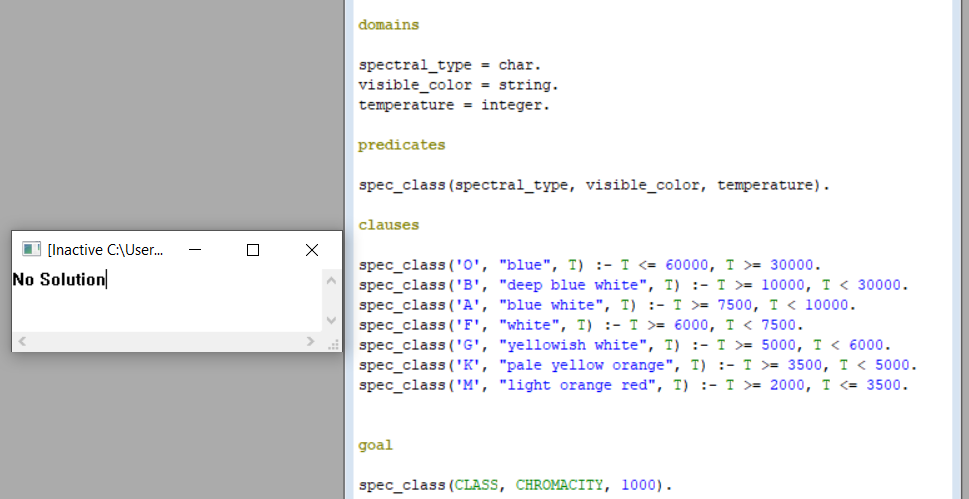 [Inactive C:\User...
No Solution
domains
spectral_type = char.
visible_color = string.
temperature = integer.
predicates
spec_class(spectral_type, visible_color, temperature).
clauses
spec_class('O', "blue", T) :- T <= 60000, T >= 30000.
spec_class('B', "deep blue white", T) :- T >= 10000, T < 30000.
spec_class('A', "blue white", T) :- T >= 7500, T < 10000.
spec_class('F', "white", T) :- T >= 6000, T < 7500.
spec_class('G', "yellowish white", T) :- T >= 5000, T < 6000.
spec_class('K', "pale yellow orange", T) :- T >= 3500, T < 5000.
spec_class('M', "light orange red", T) :- T >= 2000, T <= 3500.
goal
spec_class(CLASS, CHROMACITY, 1000).